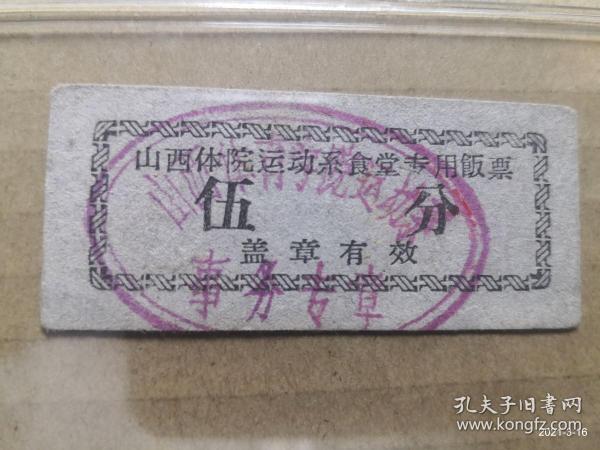 山西体院运动系食堂专用飯票
伍 分
盖章有效
事务专章
孔夫子旧书网
www.kongfz.com
2021-3-16